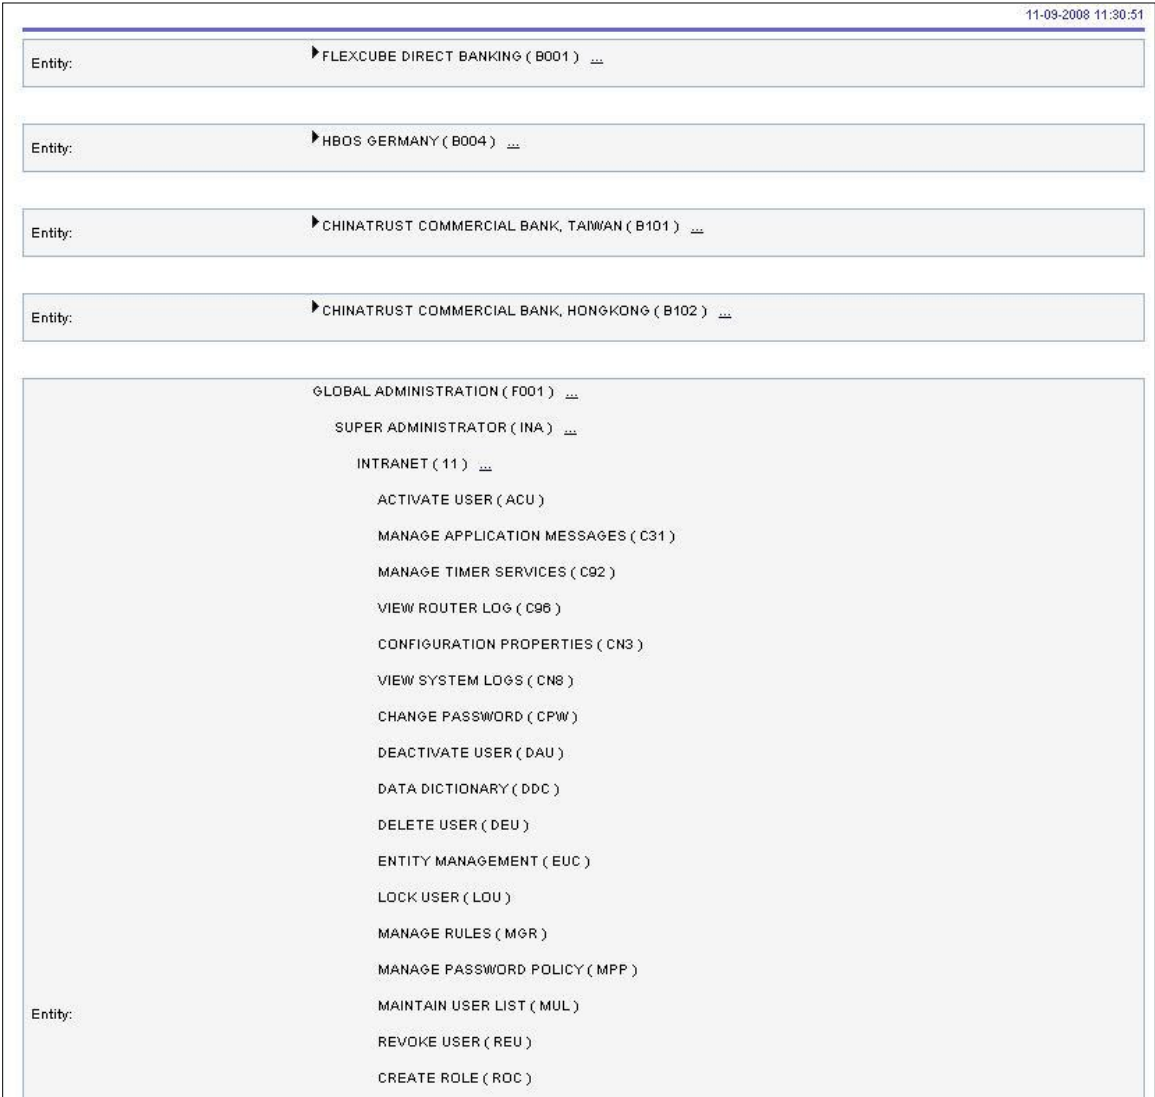 11-09-2008 11:30:51
Entity: FLEXCUBE DIRECT BANKING ( B001 ) ...
Entity: HBOS GERMANY ( B004 ) ...
Entity: CHINATRUST COMMERCIAL BANK, TAIWAN ( B101 ) ...
Entity: CHINATRUST COMMERCIAL BANK, HONGKONG ( B102 ) ...
GLOBAL ADMINISTRATION ( F001 ) ...
SUPER ADMINISTRATOR ( INA ) ...
INTRANET ( 11 ) ...
ACTIVATE USER ( ACU )
MANAGE APPLICATION MESSAGES ( C31 )
MANAGE TIMER SERVICES ( C92 )
VIEW ROUTER LOG ( C96 )
CONFIGURATION PROPERTIES ( CN3 )
VIEW SYSTEM LOGS ( CN8 )
CHANGE PASSWORD ( CPW )
DEACTIVATE USER ( DAU )
DATA DICTIONARY ( DDC )
DELETE USER ( DEU )
ENTITY MANAGEMENT ( EUC )
LOCK USER ( LOU )
MANAGE RULES ( MGR )
MANAGE PASSWORD POLICY ( MPP )
MAINTAIN USER LIST ( MUL )
Entity:
REVOKE USER ( REU )
CREATE ROLE ( ROC )